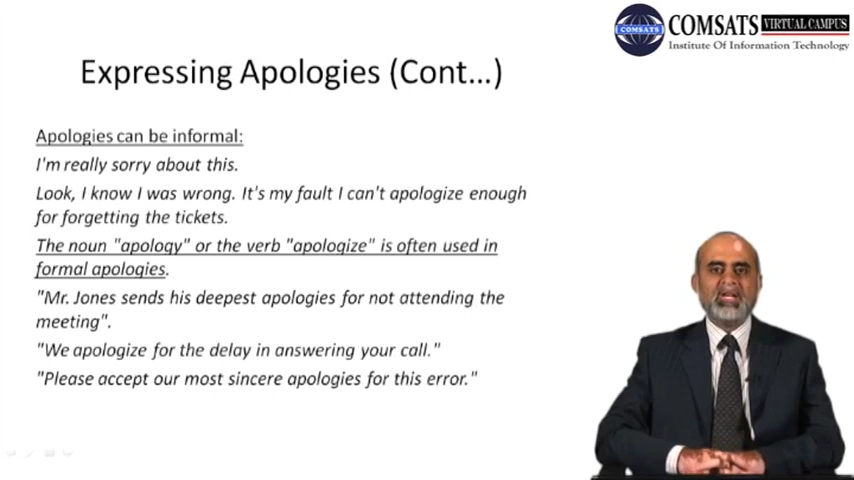 COMSATS VIRTUAL CAMPUS
Institute Of Information Technology
COMSATS
Expressing Apologies (Cont...)
Apologies can be informal:
I'm really sorry about this.
Look, I know I was wrong. It's my fault I can't apologize enough
for forgetting the tickets.
The noun "apology" or the verb "apologize" is often used in
formal apologies.
"Mr. Jones sends his deepest apologies for not attending the
meeting".
"We apologize for the delay in answering your call."
"Please accept our most sincere apologies for this error."